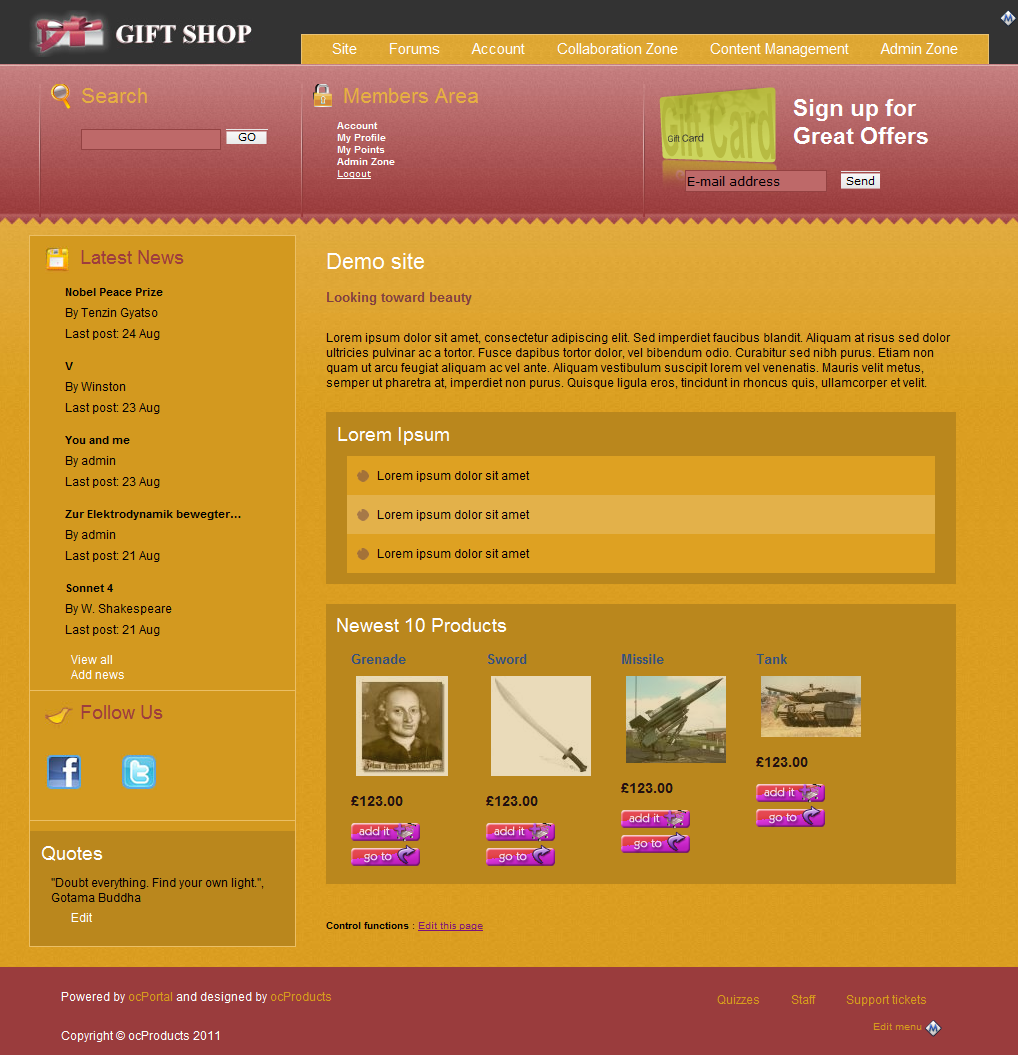 GIFT SHOP
Site Forums Account Collaboration Zone Content Management Admin Zone
Search
GO
Members Area
Account
My Profile
My Points
Admin Zone
Logout
Gift Card
Gift Card
Sign up for
Great Offers
E-mail address
Send
Latest News
Nobel Peace Prize
By Tenzin Gyatso
Last post: 24 Aug
V
By Winston
Last post: 23 Aug
You and me
By admin
Last post: 23 Aug
Zur Elektrodynamik bewegter...
By admin
Last post: 21 Aug
Sonnet 4
By W. Shakespeare
Last post: 21 Aug
View all
Add news
Follow Us
Quotes
"Doubt everything. Find your own light.",
Gotama Buddha
Edit
Demo site
Looking toward beauty
Lorem ipsum dolor sit amet, consectetur adipiscing elit. Sed imperdiet faucibus blandit. Aliquam at risus sed dolor
ultricies pulvinar ac a tortor. Fusce dapibus tortor dolor, vel bibendum odio. Curabitur sed nibh purus. Etiam non
quam ut arcu feugiat aliquam ac vel ante. Aliquam vestibulum suscipit lorem vel venenatis. Mauris velit metus,
semper ut pharetra at, imperdiet non purus. Quisque ligula eros, tincidunt in rhoncus quis, ullamcorper et velit.
Lorem Ipsum
Lorem ipsum dolor sit amet
Lorem ipsum dolor sit amet
Lorem ipsum dolor sit amet
Newest 10 Products
Grenade
£123.00
add it
go to
Sword
£123.00
add it
go to
Missile
£123.00
add it
go to
Tank
£123.00
add it
go to
Control functions : Edit this page
Powered by ocPortal and designed by ocProducts
Copyright © ocProducts 2011
Quizzes Staff Support tickets
Edit menu